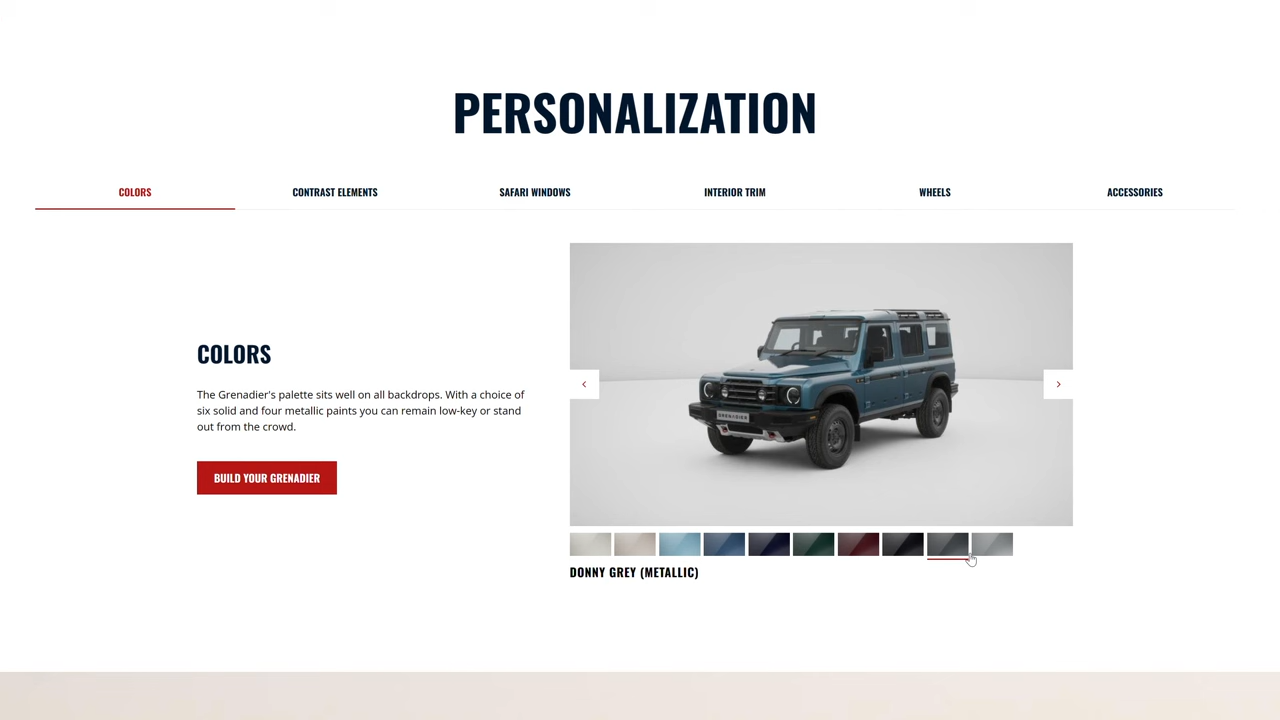 PERSONALIZATION
COLORS
CONTRAST ELEMENTS
SAFARI WINDOWS
INTERIOR TRIM
WHEELS
ACCESSORIES
COLORS
The Grenadier's palette sits well on all backdrops. With a choice of
six solid and four metallic paints you can remain low-key or stand
out from the crowd.
BUILD YOUR GRENADIER
GRENADIER
DONNY GREY (METALLIC)